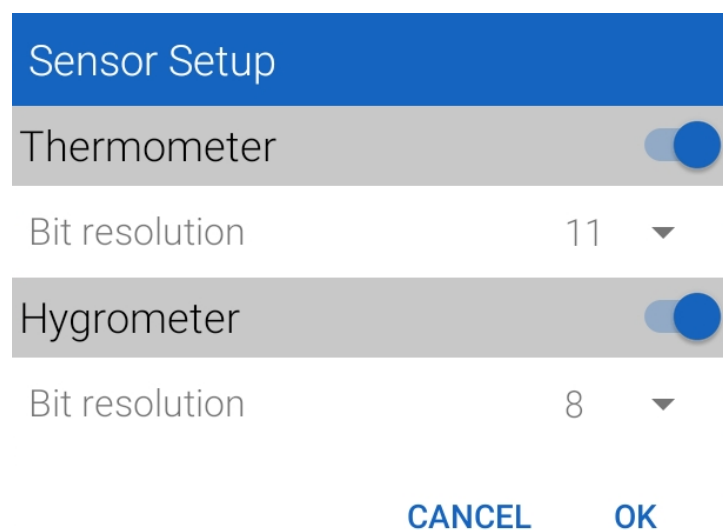 Sensor Setup
Thermometer
Bit resolution 11
Hygrometer
Bit resolution 8
CANCEL OK